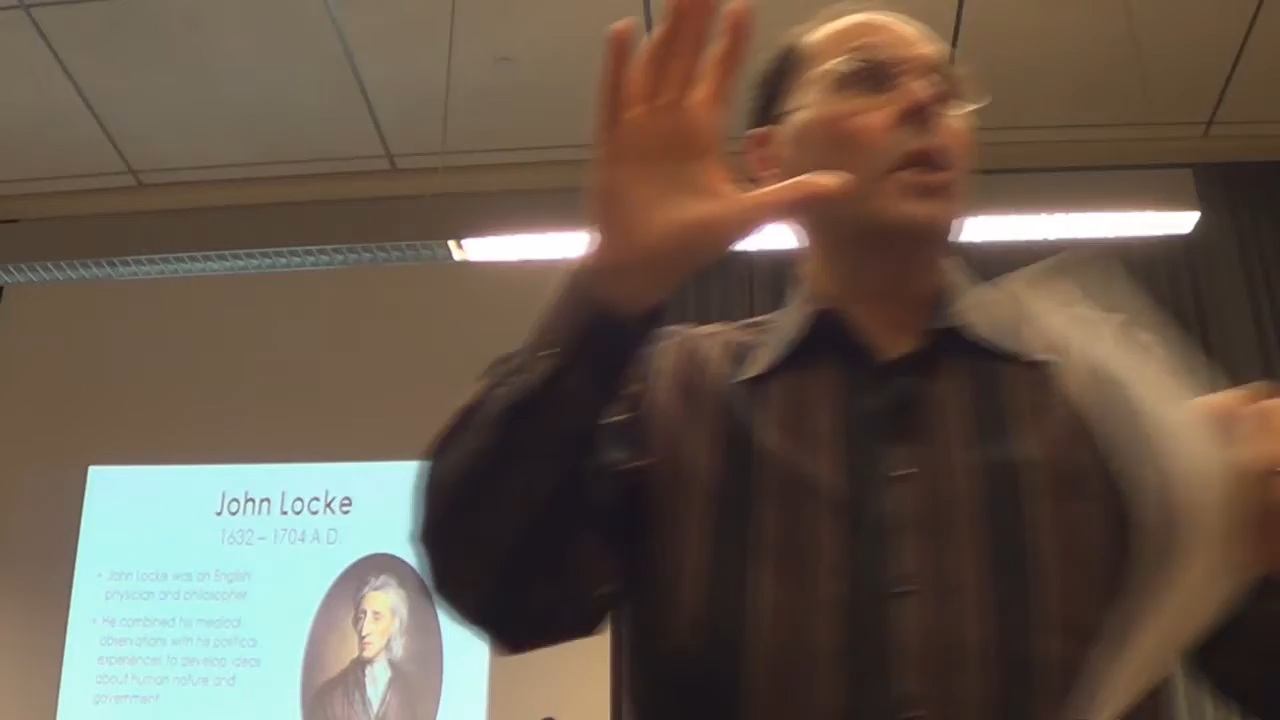 John Locke
1632 – 1704 A.D.
• John Locke was an English
physician and philosopher
• He combined his medical
observations with his political
experiences to develop ideas
about human nature and
government